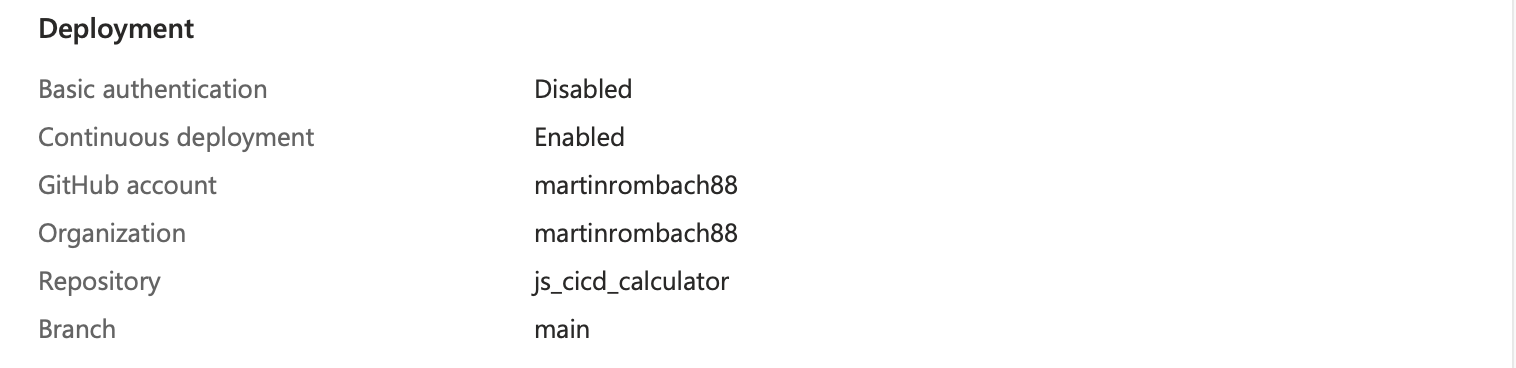 Deployment
Basic authentication Disabled
Continuous deployment Enabled
GitHub account martinrombach88
Organization martinrombach88
Repository js_cicd_calculator
Branch main